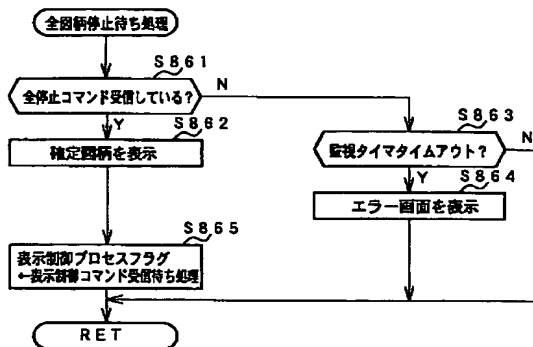 全図柄停止待ち処理
S861
全停止コマンド受信している?
N
Y
S862
確定図柄を表示
S863
監視タイマタイムアウト?
N
Y
S864
エラー画面を表示
S865
表示制御プロセスフラグ
←表示制御コマンド受信待ち処理
RET